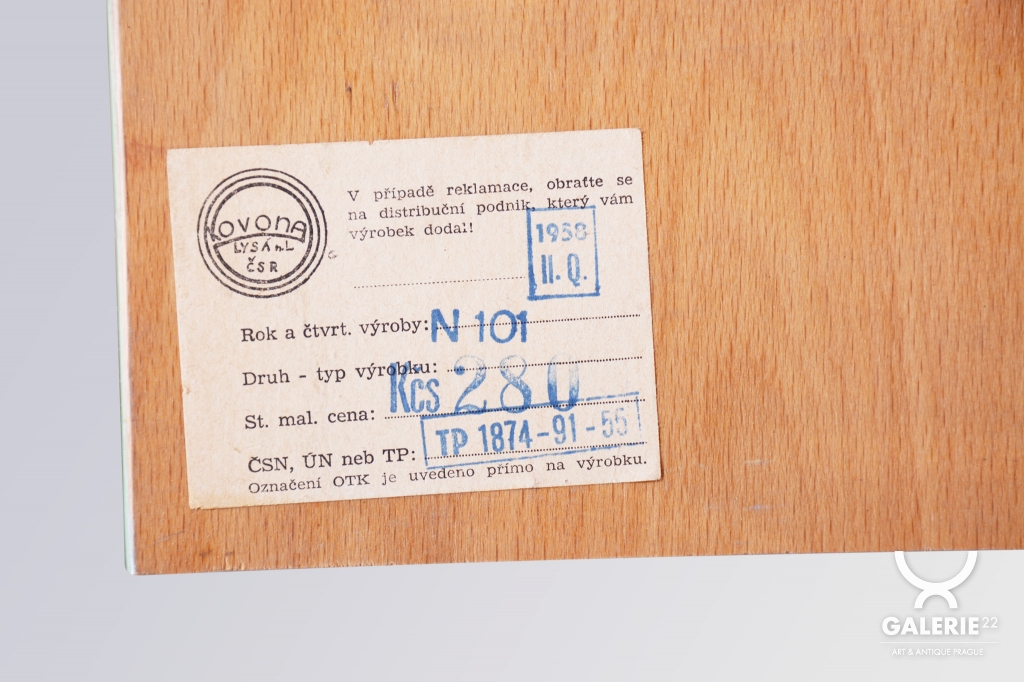 KOVONA
LYSÁ n.L
ČSR
V případě reklamace, obraťte se
na distribuční podnik, který vám
výrobek dodal!
1958
II. Q.
Rok a čtvrt. výroby:
N 101
Druh - typ výrobku:
Kčs 280
St. mal. cena:
TP 1874-91-56
ČSN, ÚN neb TP:
Označení OTK je uvedeno přímo na výrobku.
GALERIE 22
ART & ANTIQUE PRAGUE